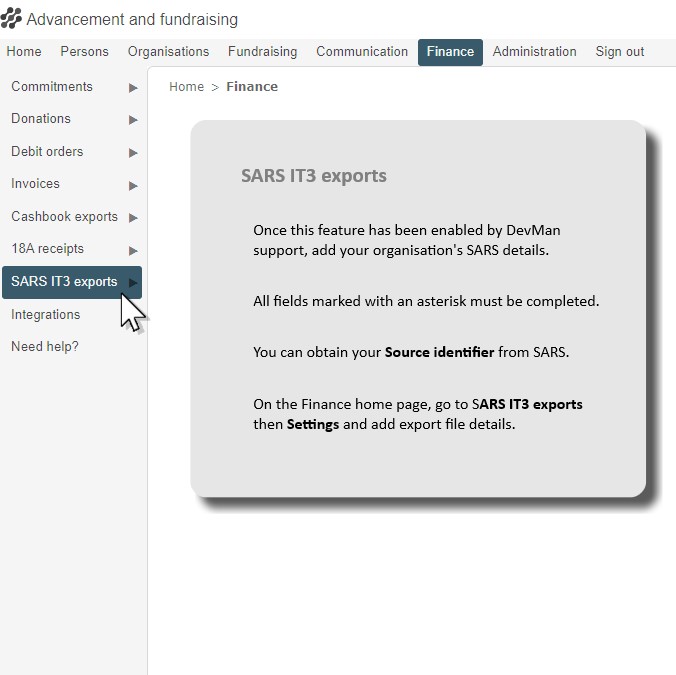 Advancement and fundraising
Home Persons Organisations Fundraising Communication Finance Administration Sign out
Commitments
Donations
Debit orders
Invoices
Cashbook exports
18A receipts
SARS IT3 exports
Integrations
Need help?
Home > Finance
SARS IT3 exports
Once this feature has been enabled by DevMan
support, add your organisation's SARS details.
All fields marked with an asterisk must be completed.
You can obtain your Source identifier from SARS.
On the Finance home page, go to SARS IT3 exports
then Settings and add export file details.